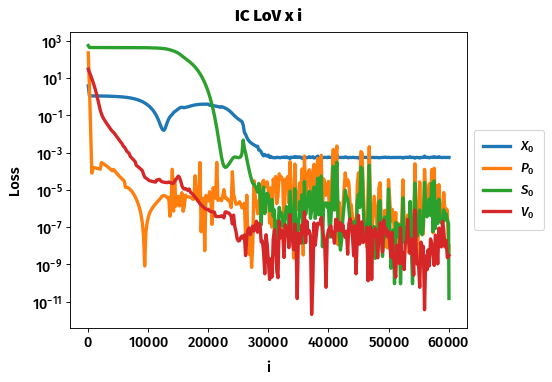 IC LoV x i
Loss
10³
10¹
10⁻¹
10⁻³
10⁻⁵
10⁻⁷
10⁻⁹
10⁻¹¹
0 10000 20000 30000 40000 50000 60000
i
X₀
P₀
S₀
V₀